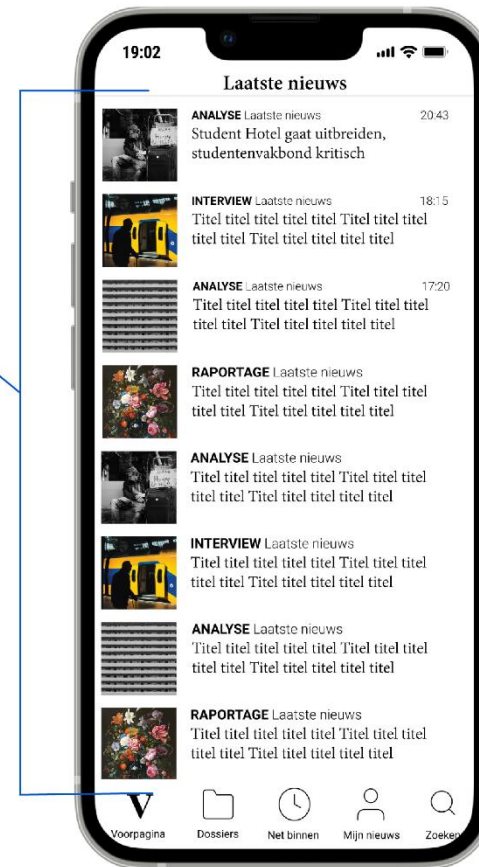 19:02
Laatste nieuws
ANALYSE Laatste nieuws 20:43
Student Hotel gaat uitbreiden,
studentenvakbond kritisch
INTERVIEW Laatste nieuws 18:15
Titel titel titel titel titel Titel titel titel
titel titel Titel titel titel titel titel
ANALYSE Laatste nieuws 17:20
Titel titel titel titel titel Titel titel titel
titel titel Titel titel titel titel titel
RAPORTAGE Laatste nieuws
Titel titel titel titel titel Titel titel titel
titel titel Titel titel titel titel titel
ANALYSE Laatste nieuws
Titel titel titel titel titel Titel titel titel
titel titel Titel titel titel titel titel
INTERVIEW Laatste nieuws
Titel titel titel titel titel Titel titel titel
titel titel Titel titel titel titel titel
ANALYSE Laatste nieuws
Titel titel titel titel titel Titel titel titel
titel titel Titel titel titel titel titel
RAPORTAGE Laatste nieuws
Titel titel titel titel titel Titel titel titel
titel titel Titel titel titel titel titel
V
Voorpagina Dossiers Net binnen Mijn nieuws Zoeken